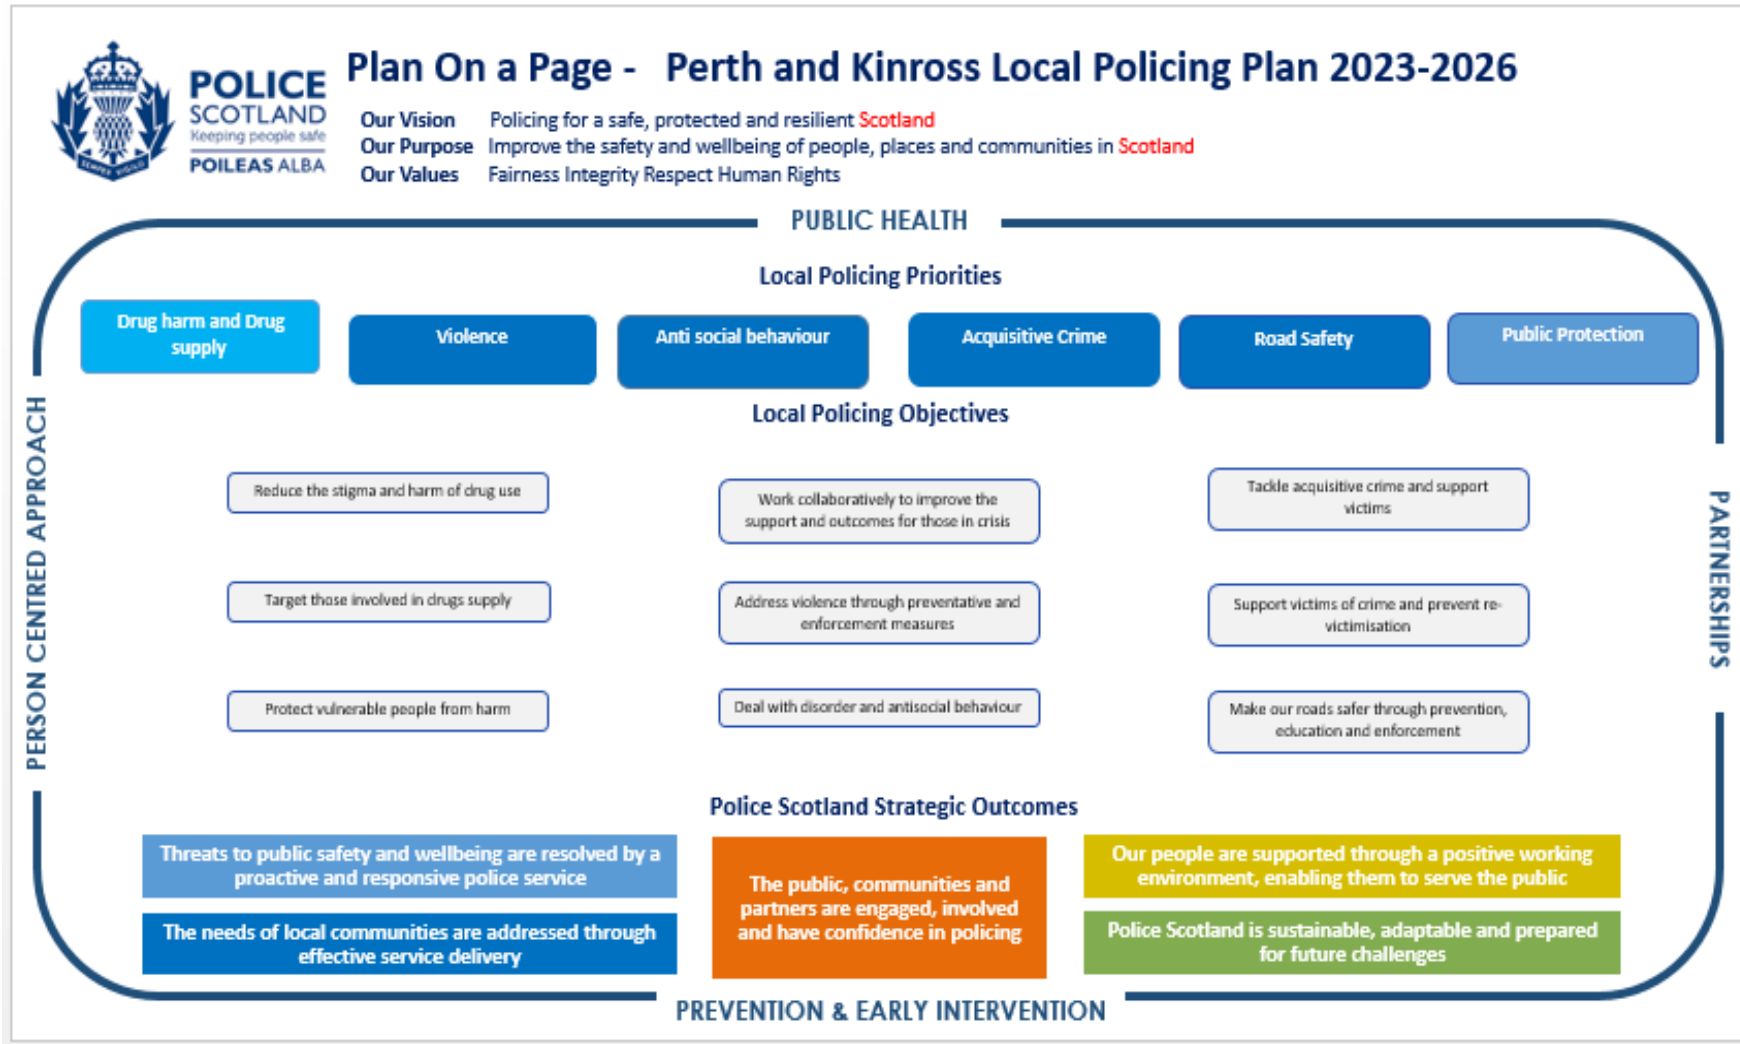 POLICE
SCOTLAND
Keeping people safe
POILEAS ALBA
Plan On a Page - Perth and Kinross Local Policing Plan 2023-2026
Our Vision Policing for a safe, protected and resilient Scotland
Our Purpose Improve the safety and wellbeing of people, places and communities in Scotland
Our Values Fairness Integrity Respect Human Rights
PUBLIC HEALTH
Local Policing Priorities
Drug harm and Drug
supply
Violence
Anti social behaviour
Acquisitive Crime
Road Safety
Public Protection
Local Policing Objectives
PERSON CENTRED APPROACH
Reduce the stigma and harm of drug use
Work collaboratively to improve the
support and outcomes for those in crisis
Tackle acquisitive crime and support
victims
Target those involved in drugs supply
Address violence through preventative and
enforcement measures
Support victims of crime and prevent re-
victimisation
Protect vulnerable people from harm
Deal with disorder and antisocial behaviour
Make our roads safer through prevention,
education and enforcement
PARTNERSHIPS
Police Scotland Strategic Outcomes
Threats to public safety and wellbeing are resolved by a
proactive and responsive police service
The needs of local communities are addressed through
effective service delivery
The public, communities and
partners are engaged, involved
and have confidence in policing
Our people are supported through a positive working
environment, enabling them to serve the public
Police Scotland is sustainable, adaptable and prepared
for future challenges
PREVENTION & EARLY INTERVENTION